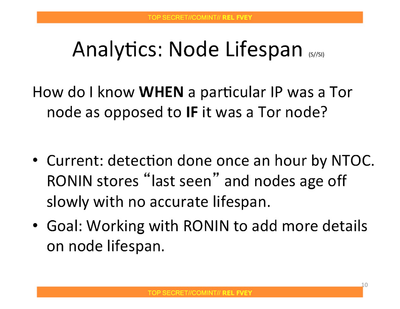 TOP SECRET//COMINT// REL FVEY
Analytics: Node Lifespan (S//SI)
How do I know WHEN a particular IP was a Tor
node as opposed to IF it was a Tor node?
• Current: detection done once an hour by NTOC.
RONIN stores “last seen” and nodes age off
slowly with no accurate lifespan.
• Goal: Working with RONIN to add more details
on node lifespan.
10
TOP SECRET//COMINT// REL FVEY